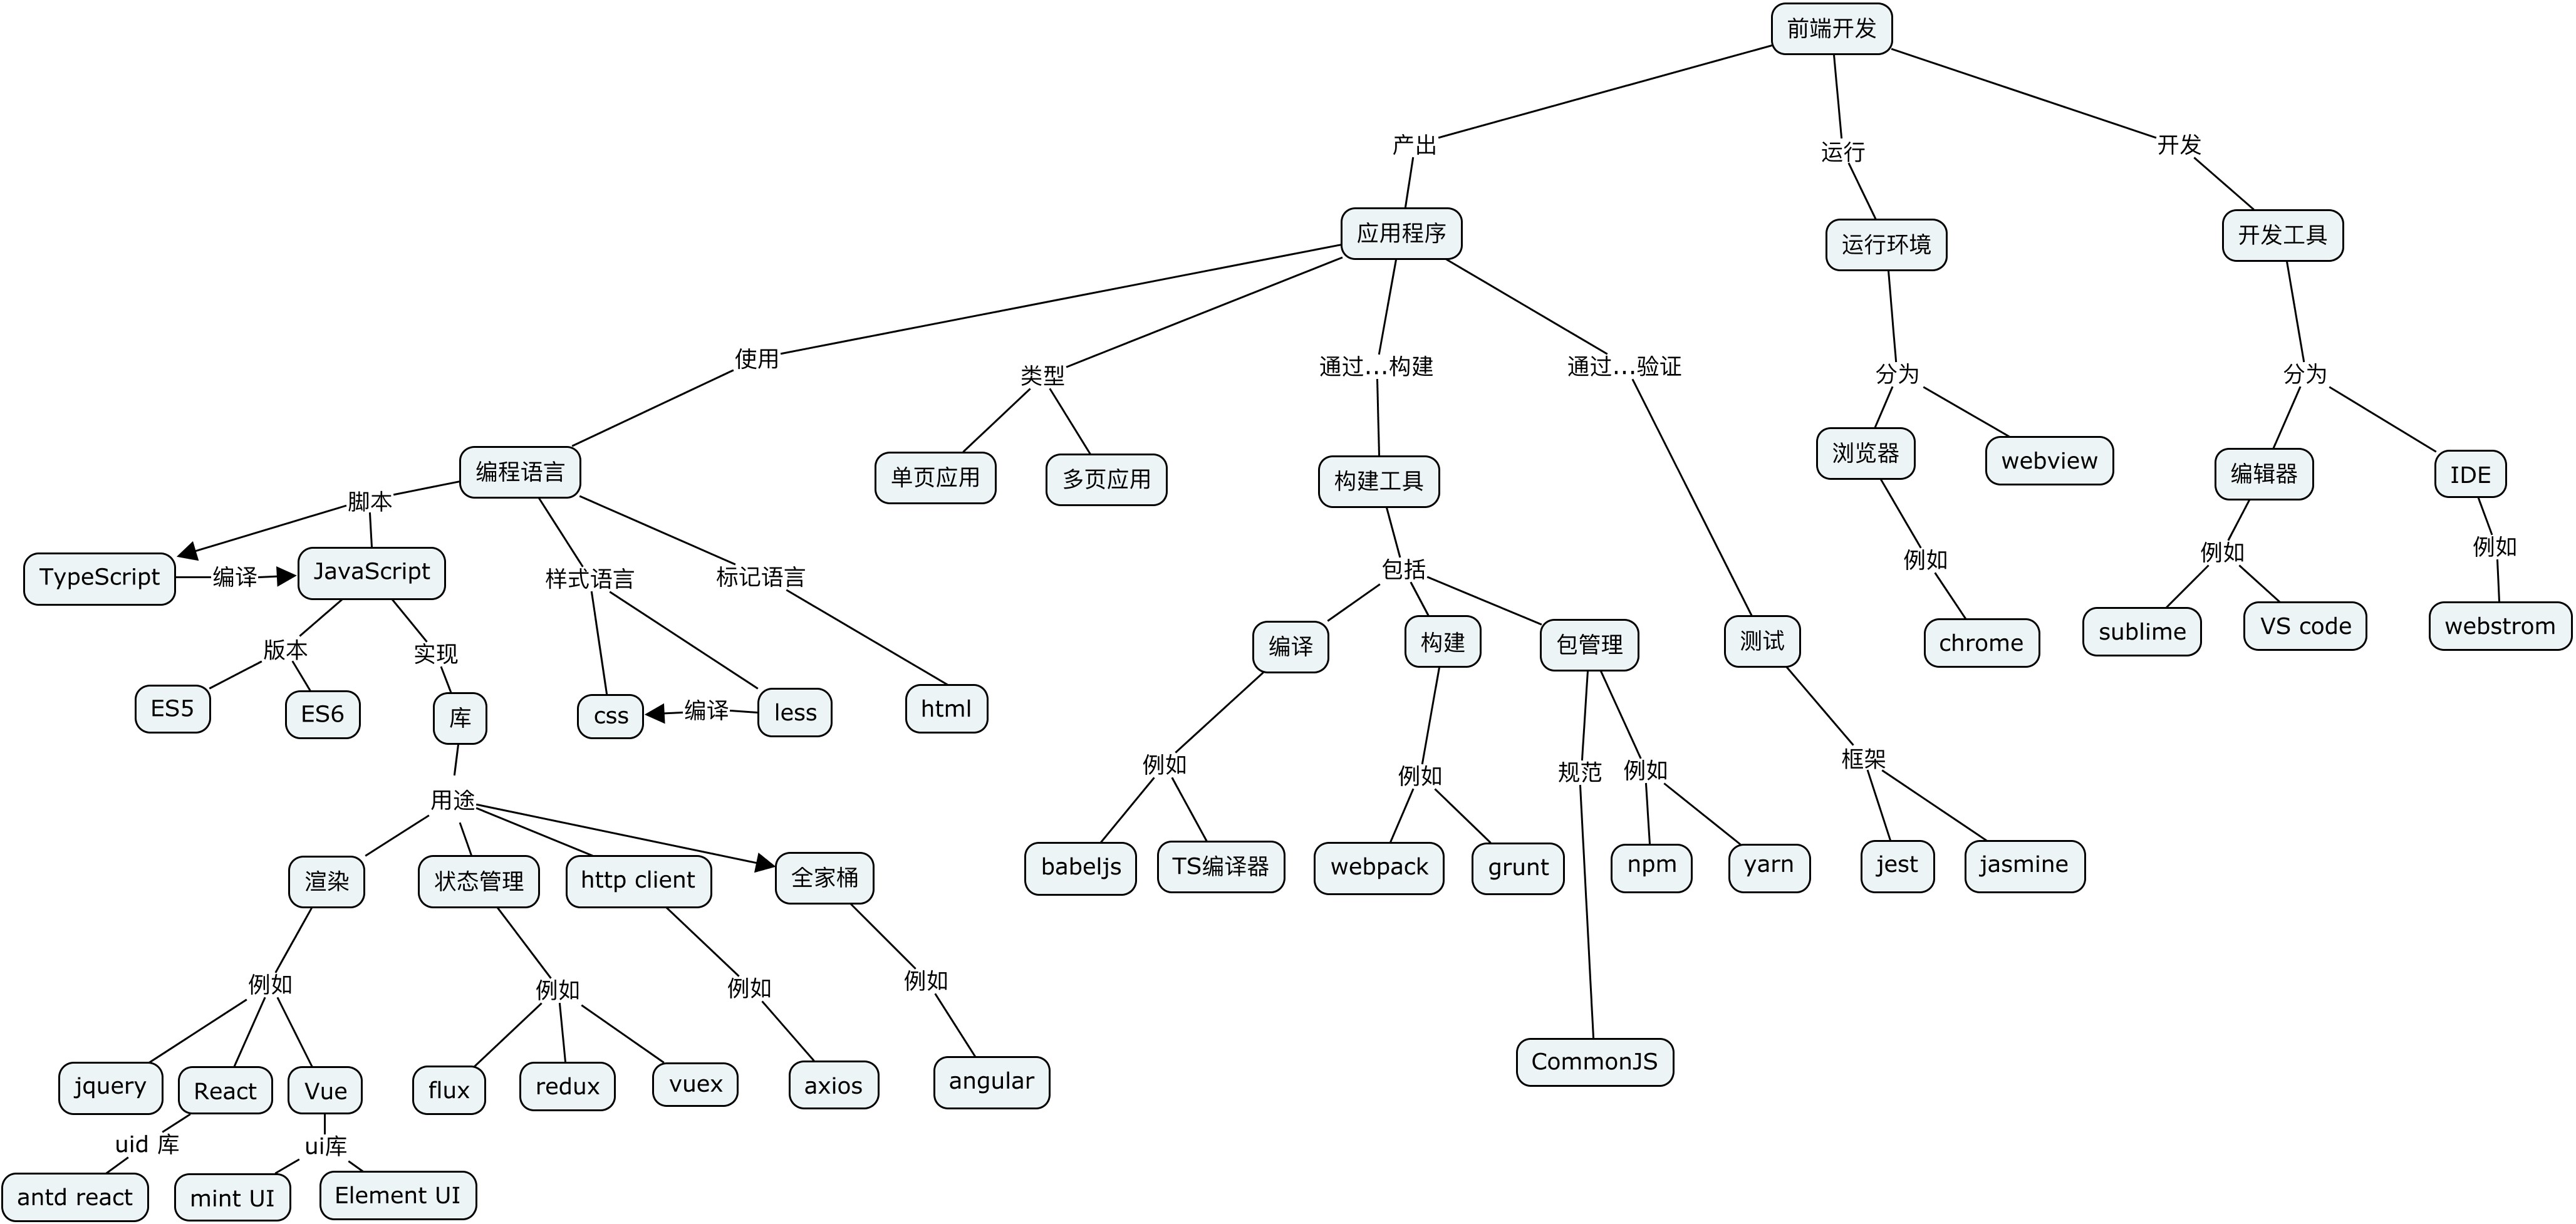 前端开发
产出
运行
开发
应用程序
运行环境
开发工具
使用
类型
通过...构建
通过...验证
分为
分为
编程语言
单页应用
多页应用
构建工具
浏览器
webview
编辑器
IDE
脚本
TypeScript
编译
JavaScript
样式语言
标记语言
包括
例如
例如
例如
版本
实现
编译
构建
包管理
测试
chrome
sublime
VS code
webstrom
ES5
ES6
库
css
编译
less
html
用途
例如
例如
规范
例如
框架
渲染
状态管理
http client
全家桶
babeljs
TS编译器
webpack
grunt
npm
yarn
jest
jasmine
例如
例如
例如
例如
jquery
React
Vue
flux
redux
vuex
axios
angular
CommonJS
uid 库
ui库
antd react
mint UI
Element UI